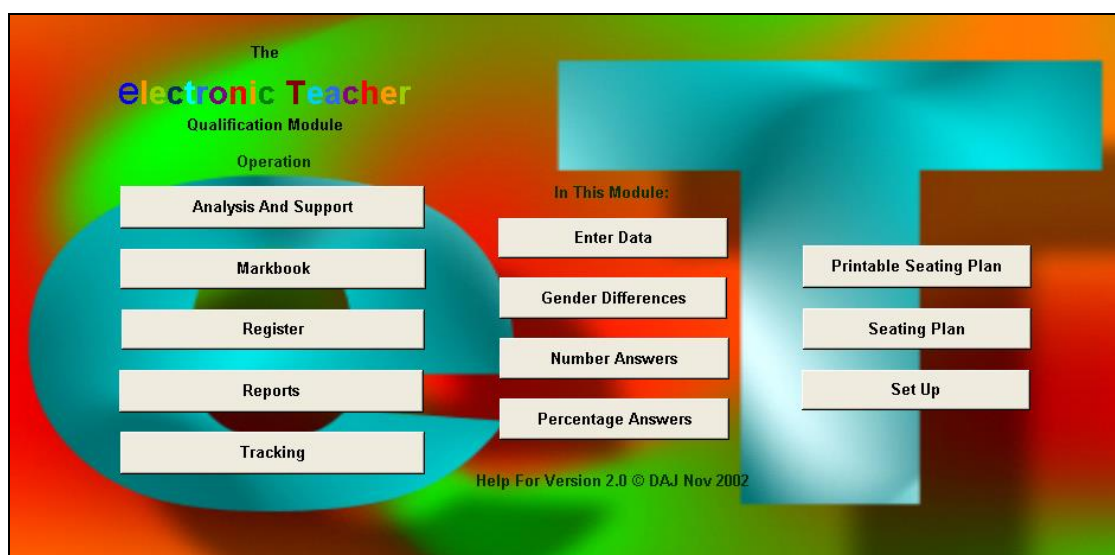 The
electronic Teacher
Qualification Module
Operation
Analysis And Support
Markbook
Register
Reports
Tracking
In This Module:
Enter Data
Gender Differences
Number Answers
Percentage Answers
Printable Seating Plan
Seating Plan
Set Up
Help For Version 2.0 © DAJ Nov 2002
eT